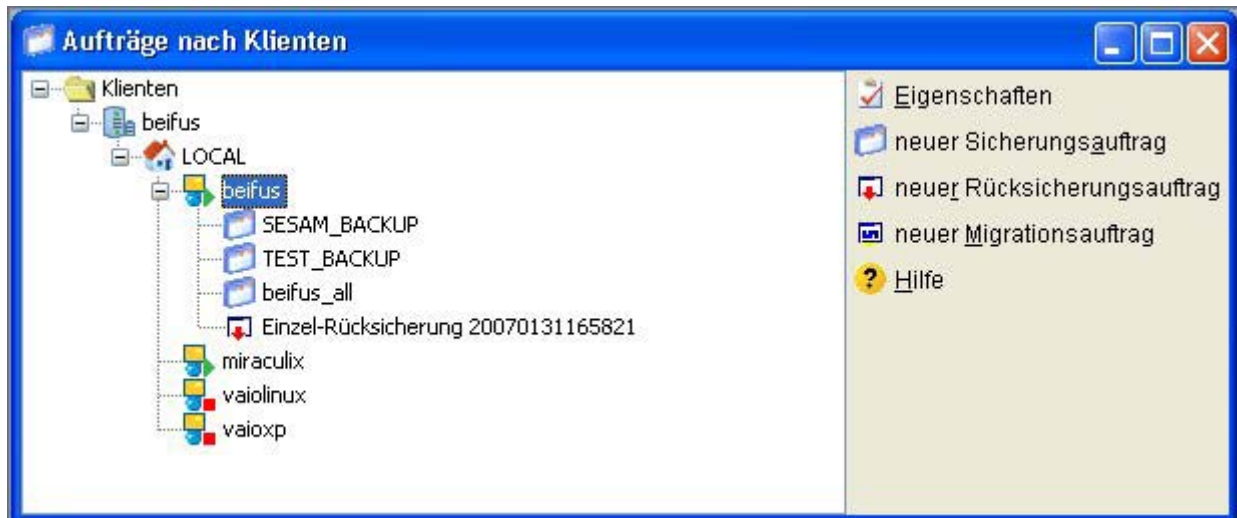 Aufträge nach Klienten
Klienten
beifus
LOCAL
beifus
SESAM_BACKUP
TEST_BACKUP
beifus_all
Einzel-Rücksicherung 20070131165821
miraculix
vaiolinux
vaioxp
Eigenschaften
neuer Sicherungsauftrag
neuer Rücksicherungsauftrag
neuer Migrationsauftrag
Hilfe